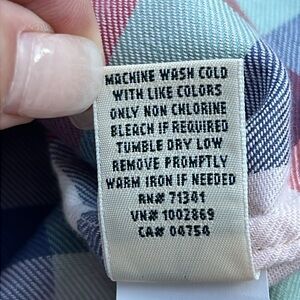 MACHINE WASH COLD
WITH LIKE COLORS
ONLY NON CHLORINE
BLEACH IF REQUIRED
TUMBLE DRY LOW
REMOVE PROMPTLY
WARM IRON IF NEEDED
RN# 71341
VN# 1002869
CA# 04754